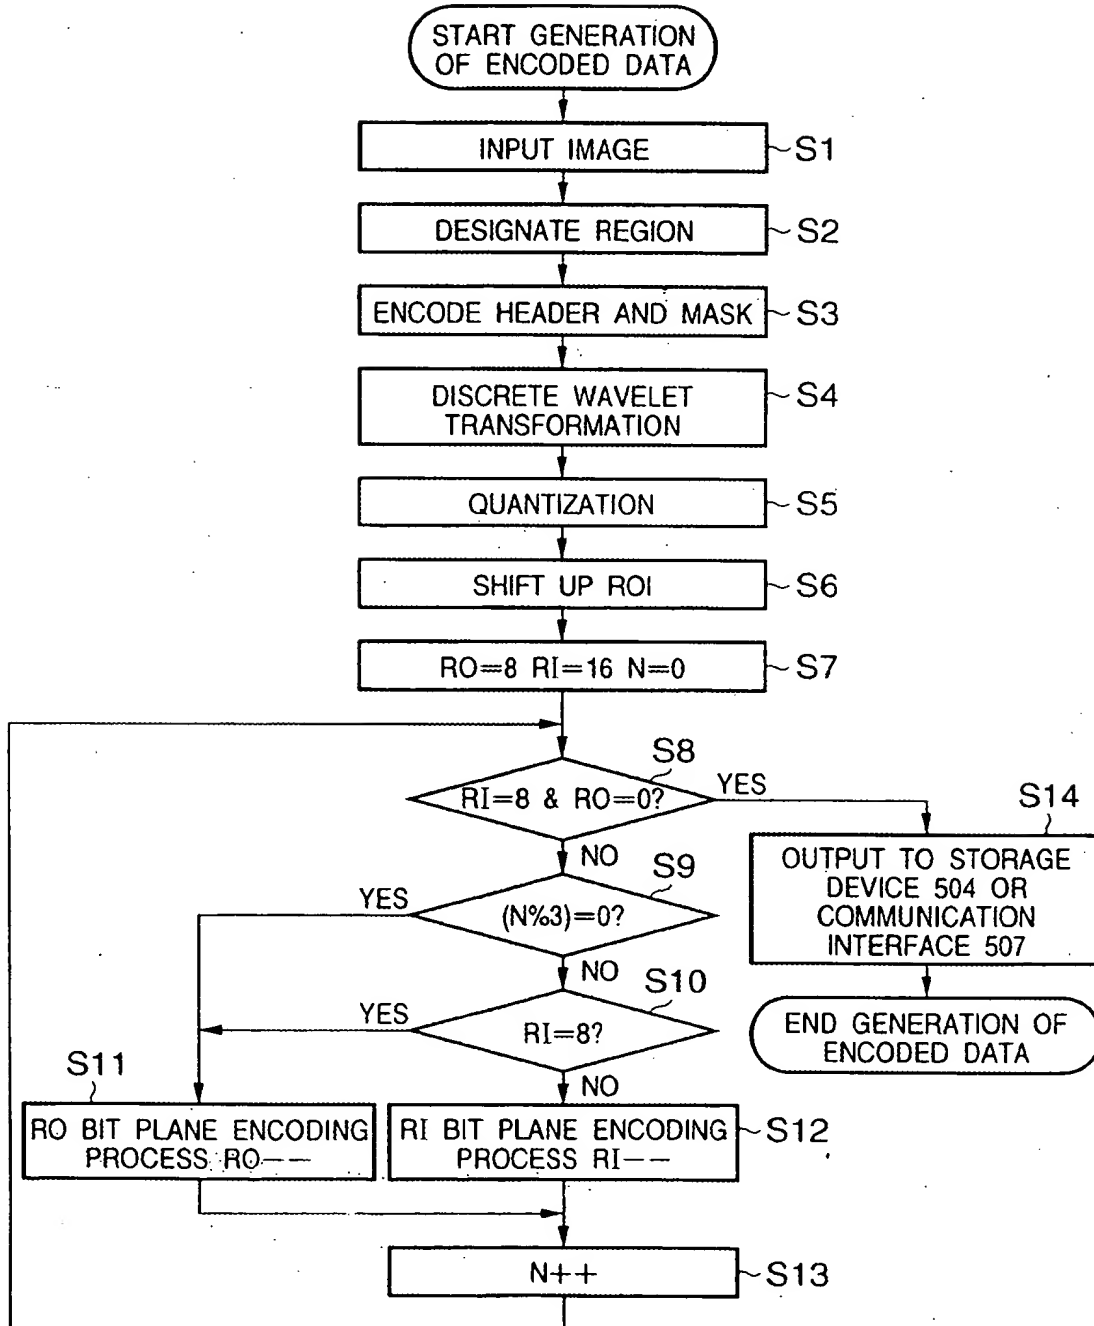 START GENERATION
OF ENCODED DATA
INPUT IMAGE
S1
DESIGNATE REGION
S2
ENCODE HEADER AND MASK
S3
DISCRETE WAVELET
TRANSFORMATION
S4
QUANTIZATION
S5
SHIFT UP ROI
S6
RO=8 RI=16 N=0
S7
S8
RI=8 & RO=0?
YES
NO
S14
OUTPUT TO STORAGE
DEVICE 504 OR
COMMUNICATION
INTERFACE 507
END GENERATION OF
ENCODED DATA
S9
(N%3)=0?
YES
NO
S10
RI=8?
YES
NO
S11
RO BIT PLANE ENCODING
PROCESS RO--
RI BIT PLANE ENCODING
PROCESS RI--
S12
N++
S13